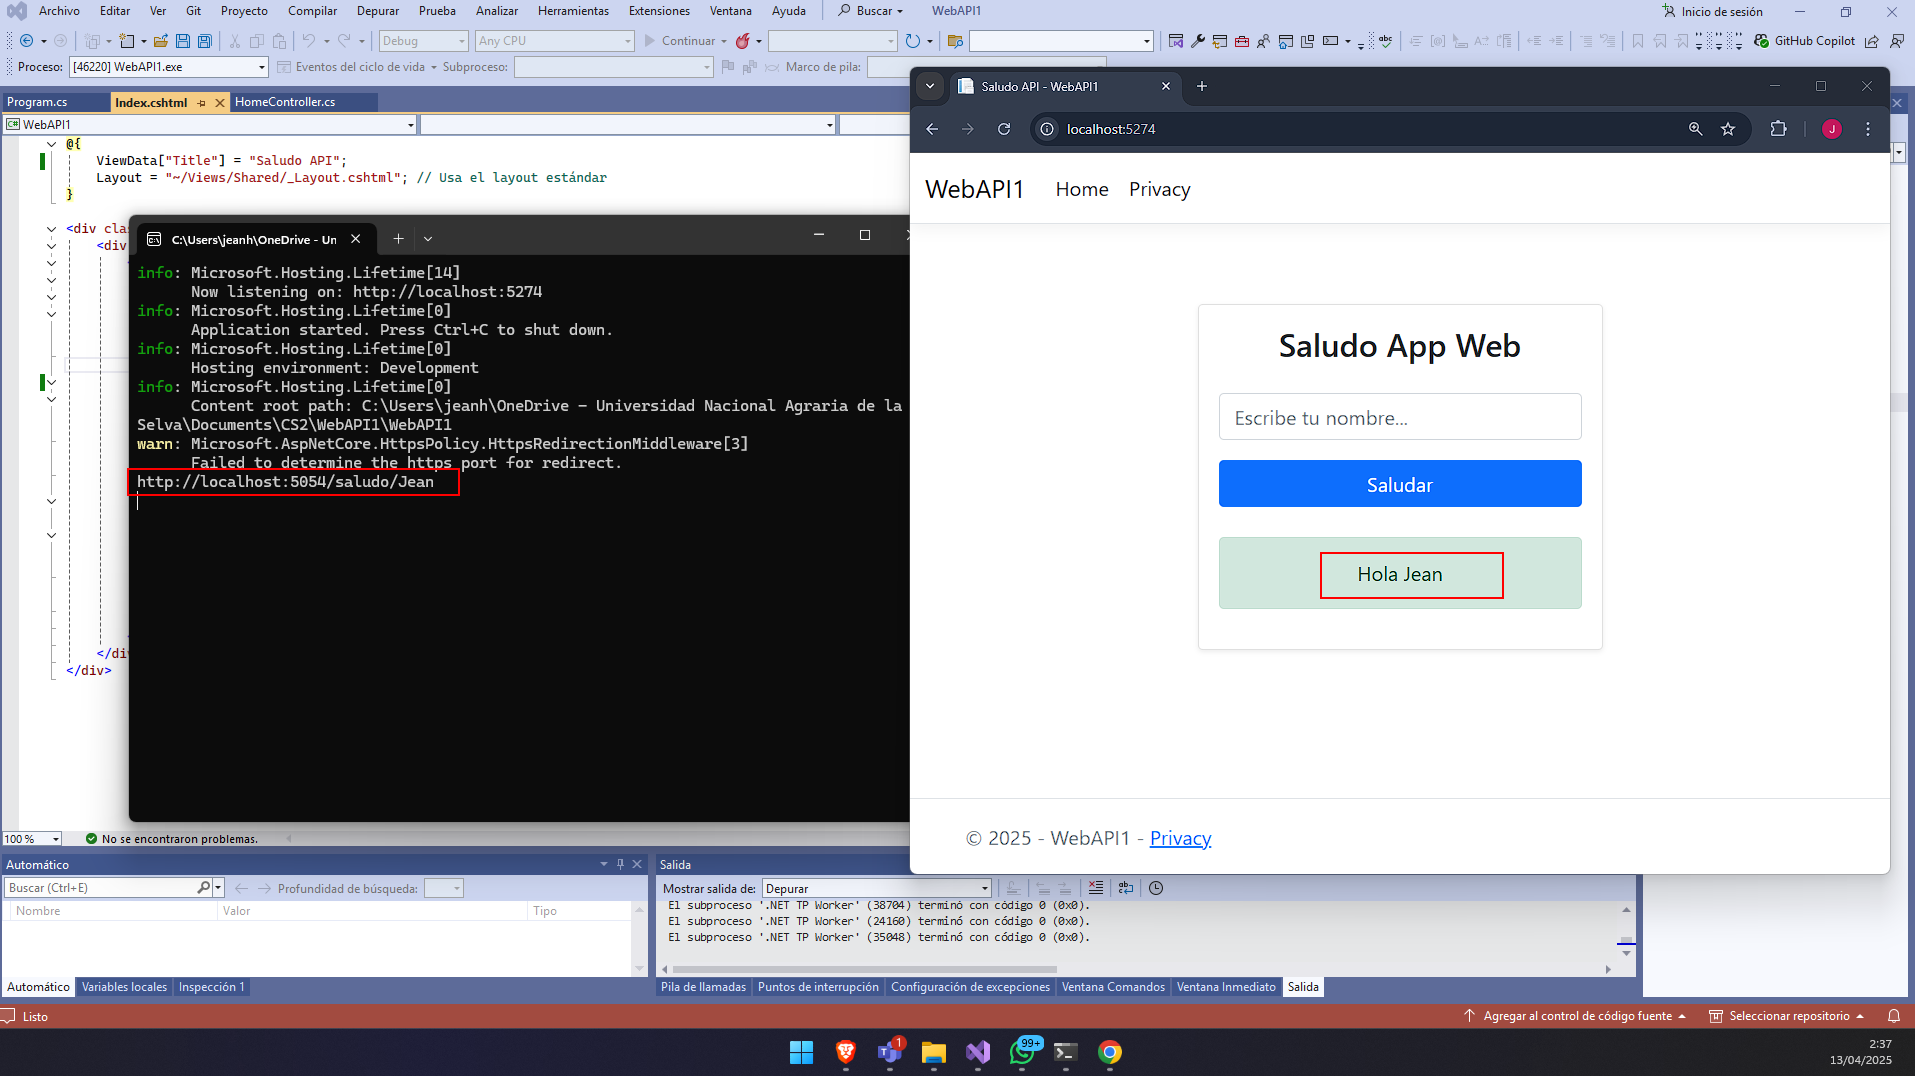 Archivo Editar Ver Git Proyecto Compilar Depurar Prueba Analizar Herramientas Extensiones Ventana Ayuda Buscar WebAPI1 Inicio de sesión
Debug Any CPU Continuar GitHub Copilot
Proceso: [46220] WebAPI1.exe Eventos del ciclo de vida Subproceso: Marco de pila:
Program.cs Index.cshtml HomeController.cs
WebAPI1
@{
ViewData["Title"] = "Saludo API";
Layout = "~/Views/Shared/_Layout.cshtml"; // Usa el layout estándar
}
<div clas
<div
</div
</div>
C:\Users\jeanh\OneDrive - Un
info: Microsoft.Hosting.Lifetime[14]
Now listening on: http://localhost:5274
info: Microsoft.Hosting.Lifetime[0]
Application started. Press Ctrl+C to shut down.
info: Microsoft.Hosting.Lifetime[0]
Hosting environment: Development
info: Microsoft.Hosting.Lifetime[0]
Content root path: C:\Users\jeanh\OneDrive - Universidad Nacional Agraria de la
Selva\Documents\CS2\WebAPI1\WebAPI1
warn: Microsoft.AspNetCore.HttpsPolicy.HttpsRedirectionMiddleware[3]
Failed to determine the https port for redirect.
http://localhost:5054/saludo/Jean
Saludo API - WebAPI1
localhost:5274
J
WebAPI1 Home Privacy
Saludo App Web
Escribe tu nombre...
Saludar
Hola Jean
© 2025 - WebAPI1 - Privacy
100 % No se encontraron problemas.
Automático
Buscar (Ctrl+E) Profundidad de búsqueda:
Nombre Valor Tipo
Automático Variables locales Inspección 1
Salida
Mostrar salida de: Depurar
El subproceso '.NET TP Worker' (38704) terminó con código 0 (0x0).
El subproceso '.NET TP Worker' (24160) terminó con código 0 (0x0).
El subproceso '.NET TP Worker' (35048) terminó con código 0 (0x0).
Pila de llamadas Puntos de interrupción Configuración de excepciones Ventana Comandos Ventana Inmediato Salida
Listo Agregar al control de código fuente Seleccionar repositorio
1 99+
2:37
13/04/2025